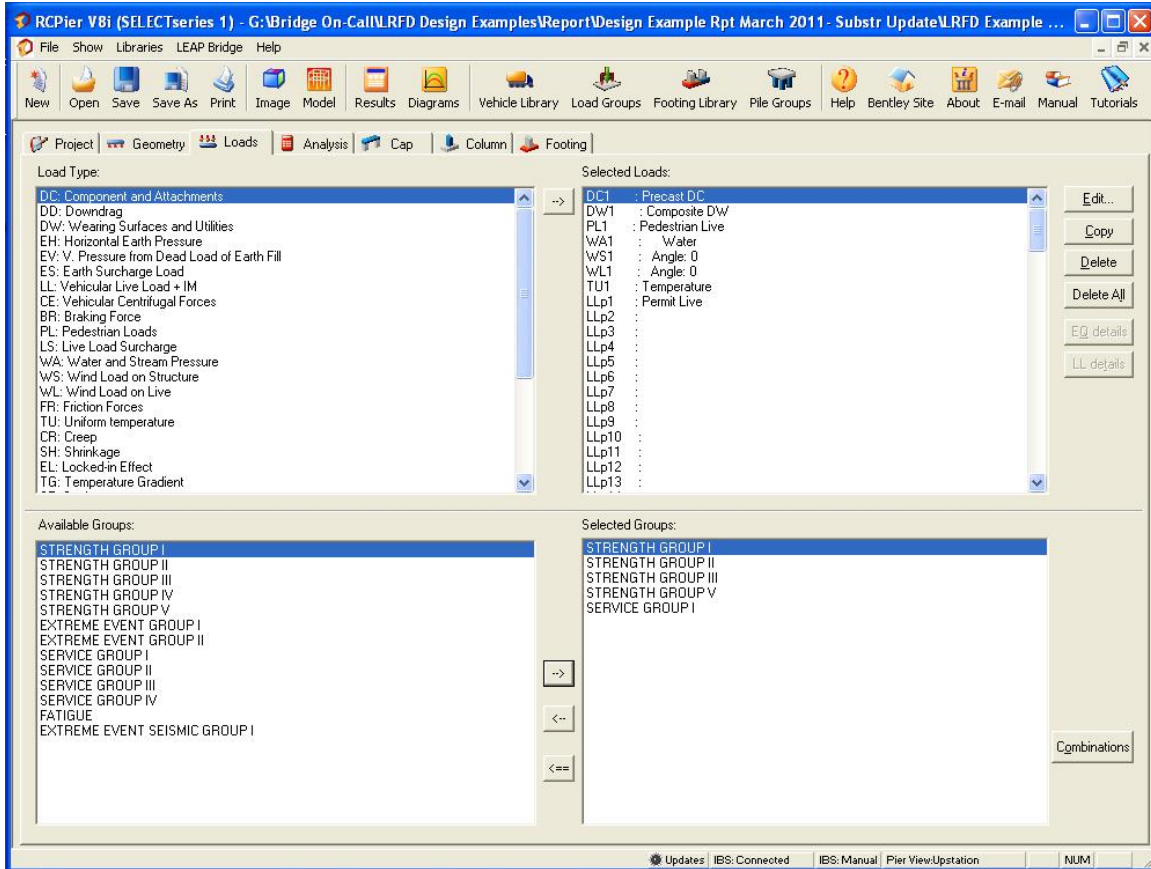 RCPier V8i (SELECTseries 1) - G:\Bridge On-Call\LRFD Design Examples\Report\Design Example Rpt March 2011- Substr Update\LRFD Example ...
File Show Libraries LEAP Bridge Help
New Open Save Save As Print Image Model Results Diagrams Vehicle Library Load Groups Footing Library Pile Groups Help Bentley Site About E-mail Manual Tutorials
Project Geometry Loads Analysis Cap Column Footing
Load Type:
DC: Component and Attachments
DD: Downdrag
DW: Wearing Surfaces and Utilities
EH: Horizontal Earth Pressure
EV: V. Pressure from Dead Load of Earth Fill
ES: Earth Surcharge Load
LL: Vehicular Live Load + IM
CE: Vehicular Centrifugal Forces
BR: Braking Force
PL: Pedestrian Loads
LS: Live Load Surcharge
WA: Water and Stream Pressure
WS: Wind Load on Structure
WL: Wind Load on Live
FR: Friction Forces
TU: Uniform temperature
CR: Creep
SH: Shrinkage
EL: Locked-in Effect
TG: Temperature Gradient
-->
Selected Loads:
DC1 : Precast DC
DW1 : Composite DW
PL1 : Pedestrian Live
WA1 : Water
WS1 : Angle: 0
WL1 : Angle: 0
TU1 : Temperature
LLp1 : Permit Live
LLp2 :
LLp3 :
LLp4 :
LLp5 :
LLp6 :
LLp7 :
LLp8 :
LLp9 :
LLp10 :
LLp11 :
LLp12 :
LLp13 :
Edit...
Copy
Delete
Delete All
EQ details
LL details
Available Groups:
STRENGTH GROUP I
STRENGTH GROUP II
STRENGTH GROUP III
STRENGTH GROUP IV
STRENGTH GROUP V
EXTREME EVENT GROUP I
EXTREME EVENT GROUP II
SERVICE GROUP I
SERVICE GROUP II
SERVICE GROUP III
SERVICE GROUP IV
FATIGUE
EXTREME EVENT SEISMIC GROUP I
-->
<--
<==
Selected Groups:
STRENGTH GROUP I
STRENGTH GROUP II
STRENGTH GROUP III
STRENGTH GROUP V
SERVICE GROUP I
Combinations
Updates IBS: Connected IBS: Manual Pier View:Upstation NUM